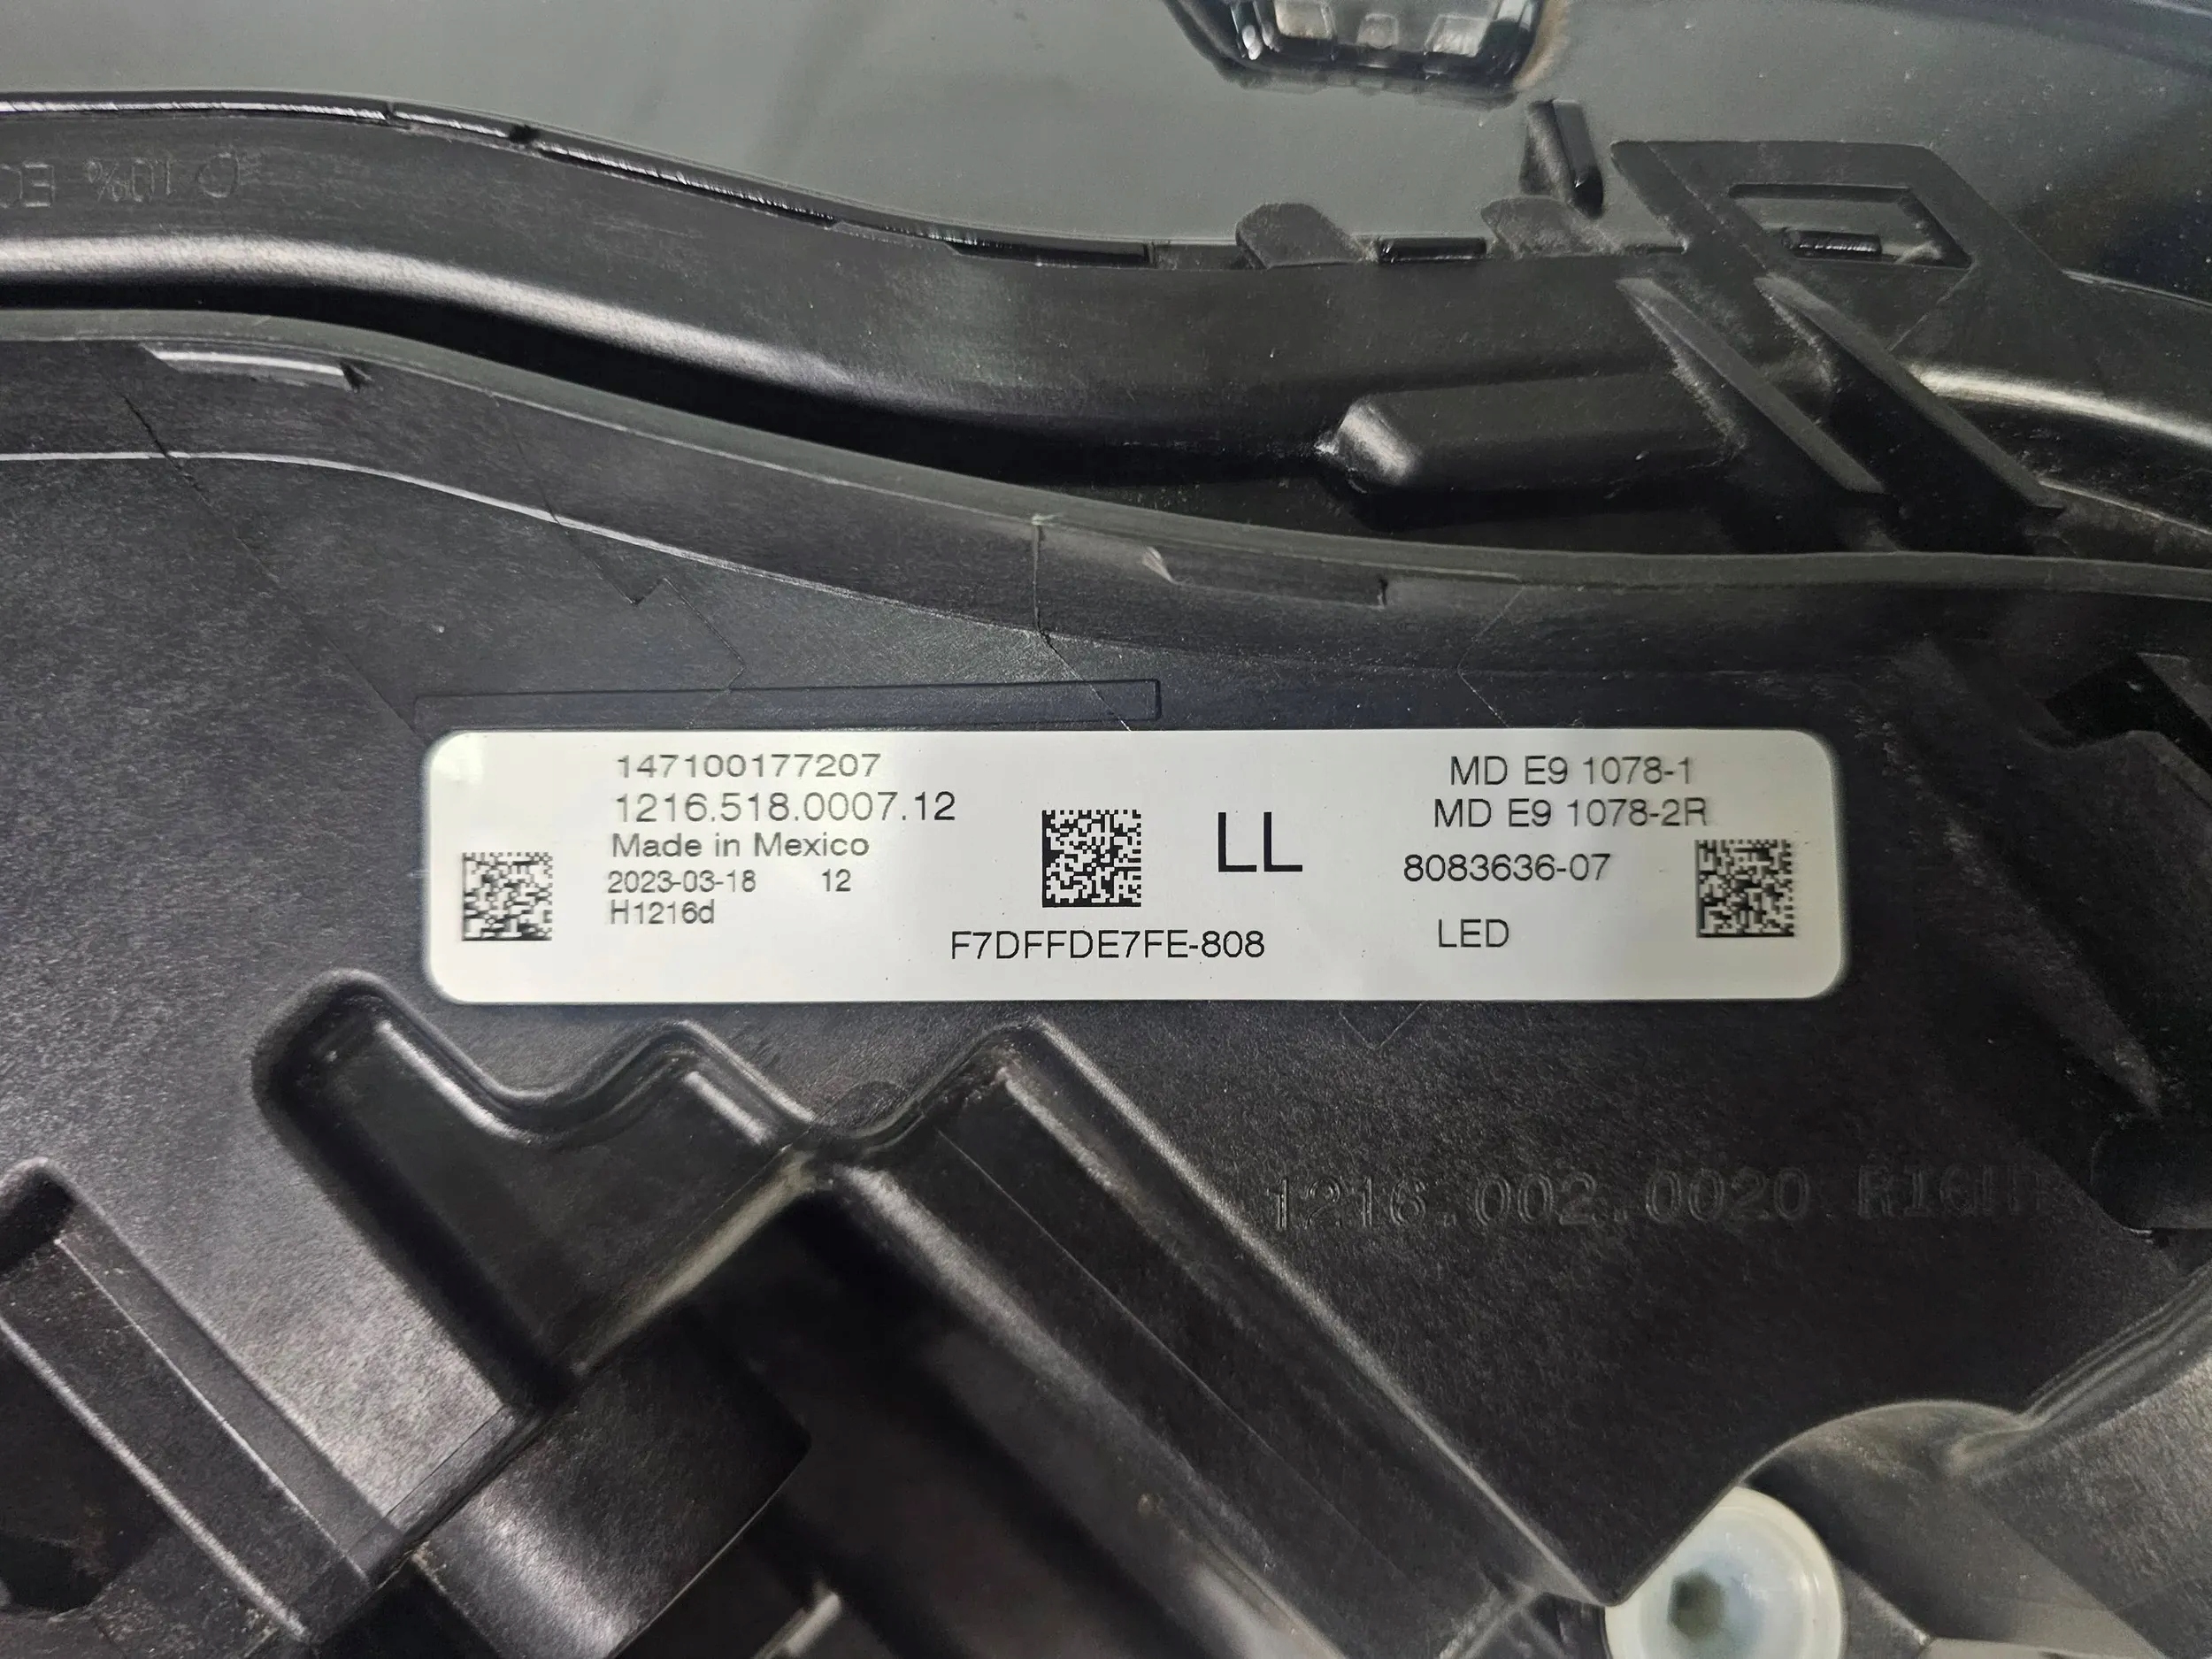 147100177207
1216.518.0007.12
Made in Mexico
2023-03-18 12
H1216d
F7DFFDE7FE-808
LL
MD E9 1078-1
MD E9 1078-2R
8083636-07
LED
1216.002.0020 RIGHT